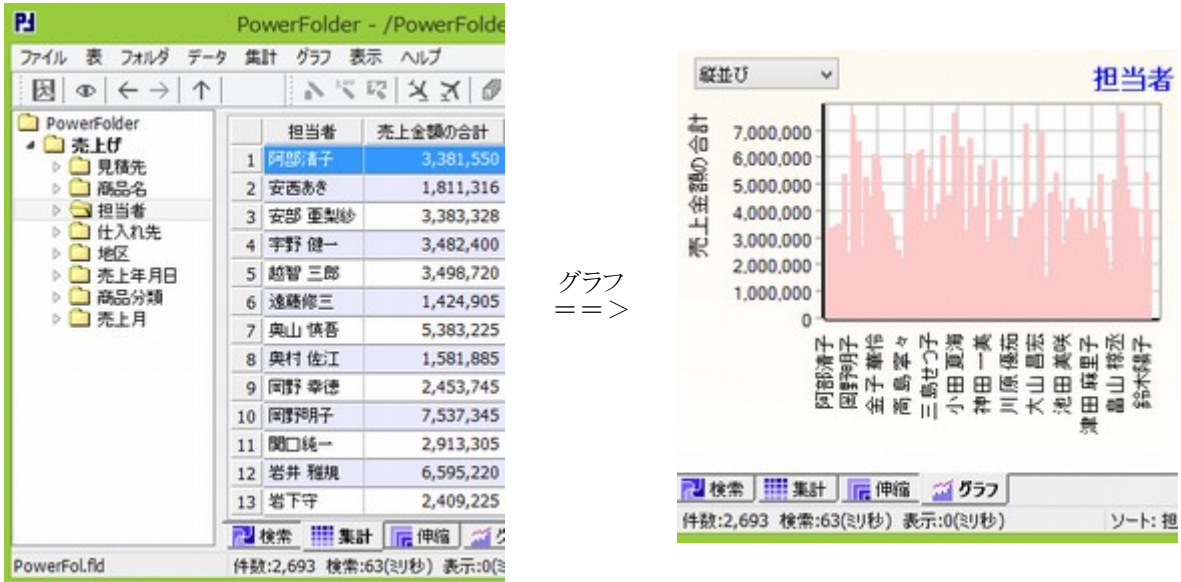 PowerFolder - /PowerFolde
ファイル 表 フォルダ データ 集計 グラフ 表示 ヘルプ
PowerFolder
売上げ
見積先
商品名
担当者
仕入れ先
地区
売上年月日
商品分類
売上月
担当者 売上金額の合計
1 阿部清子 3,381,550
2 安西あき 1,811,316
3 安部 亜梨紗 3,383,328
4 宇野 健一 3,482,400
5 越智 三郎 3,498,720
6 遠藤修三 1,424,905
7 奥山 慎吾 5,383,225
8 奥村 佐江 1,581,885
9 岡野 幸徳 2,453,745
10 岡野明子 7,537,345
11 関口純一 2,913,305
12 岩井 雅規 6,595,220
13 岩下守 2,409,225
検索 集計 伸縮
PowerFol.fld
件数:2,693 検索:63(ミリ秒) 表示:0(ミ
グラフ
==>
縦並び
担当者
売上金額の合計
7,000,000
6,000,000
5,000,000
4,000,000
3,000,000
2,000,000
1,000,000
0
阿部清子
岡野明子
金子 華怜
高島 寧々
三島せつ子
小田 夏海
神田 一美
川原 優茄
大山 昌宏
池田 美咲
津田 麻里子
畠山 椋丞
鈴木陽子
検索 集計 伸縮 グラフ
件数:2,693 検索:63(ミリ秒) 表示:0(ミリ秒)
ソート: 担